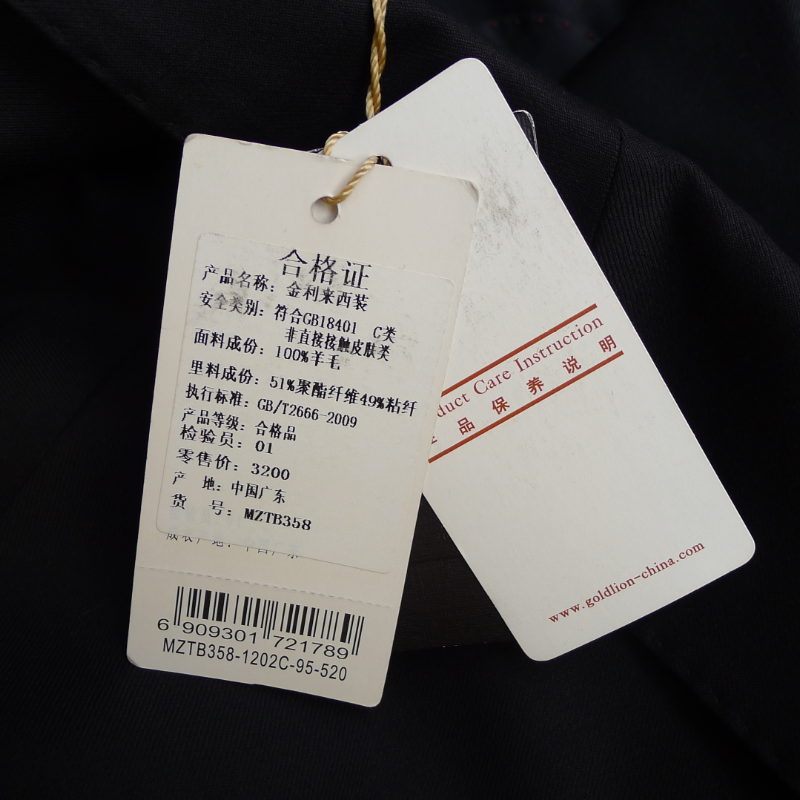 合格证
产品名称：金利来西装
安全类别：符合GB18401 C类
非直接接触皮肤类
面料成份：100%羊毛
里料成份：51%聚酯纤维49%粘纤
执行标准：GB/T2666-2009
产品等级：合格品
检验员：01
零售价：3200
产 地：中国广东
货 号：MZTB358
6 909301 721789
MZTB358-1202C-95-520
duct Care Instruction
品保养说明
www.goldlion-china.com